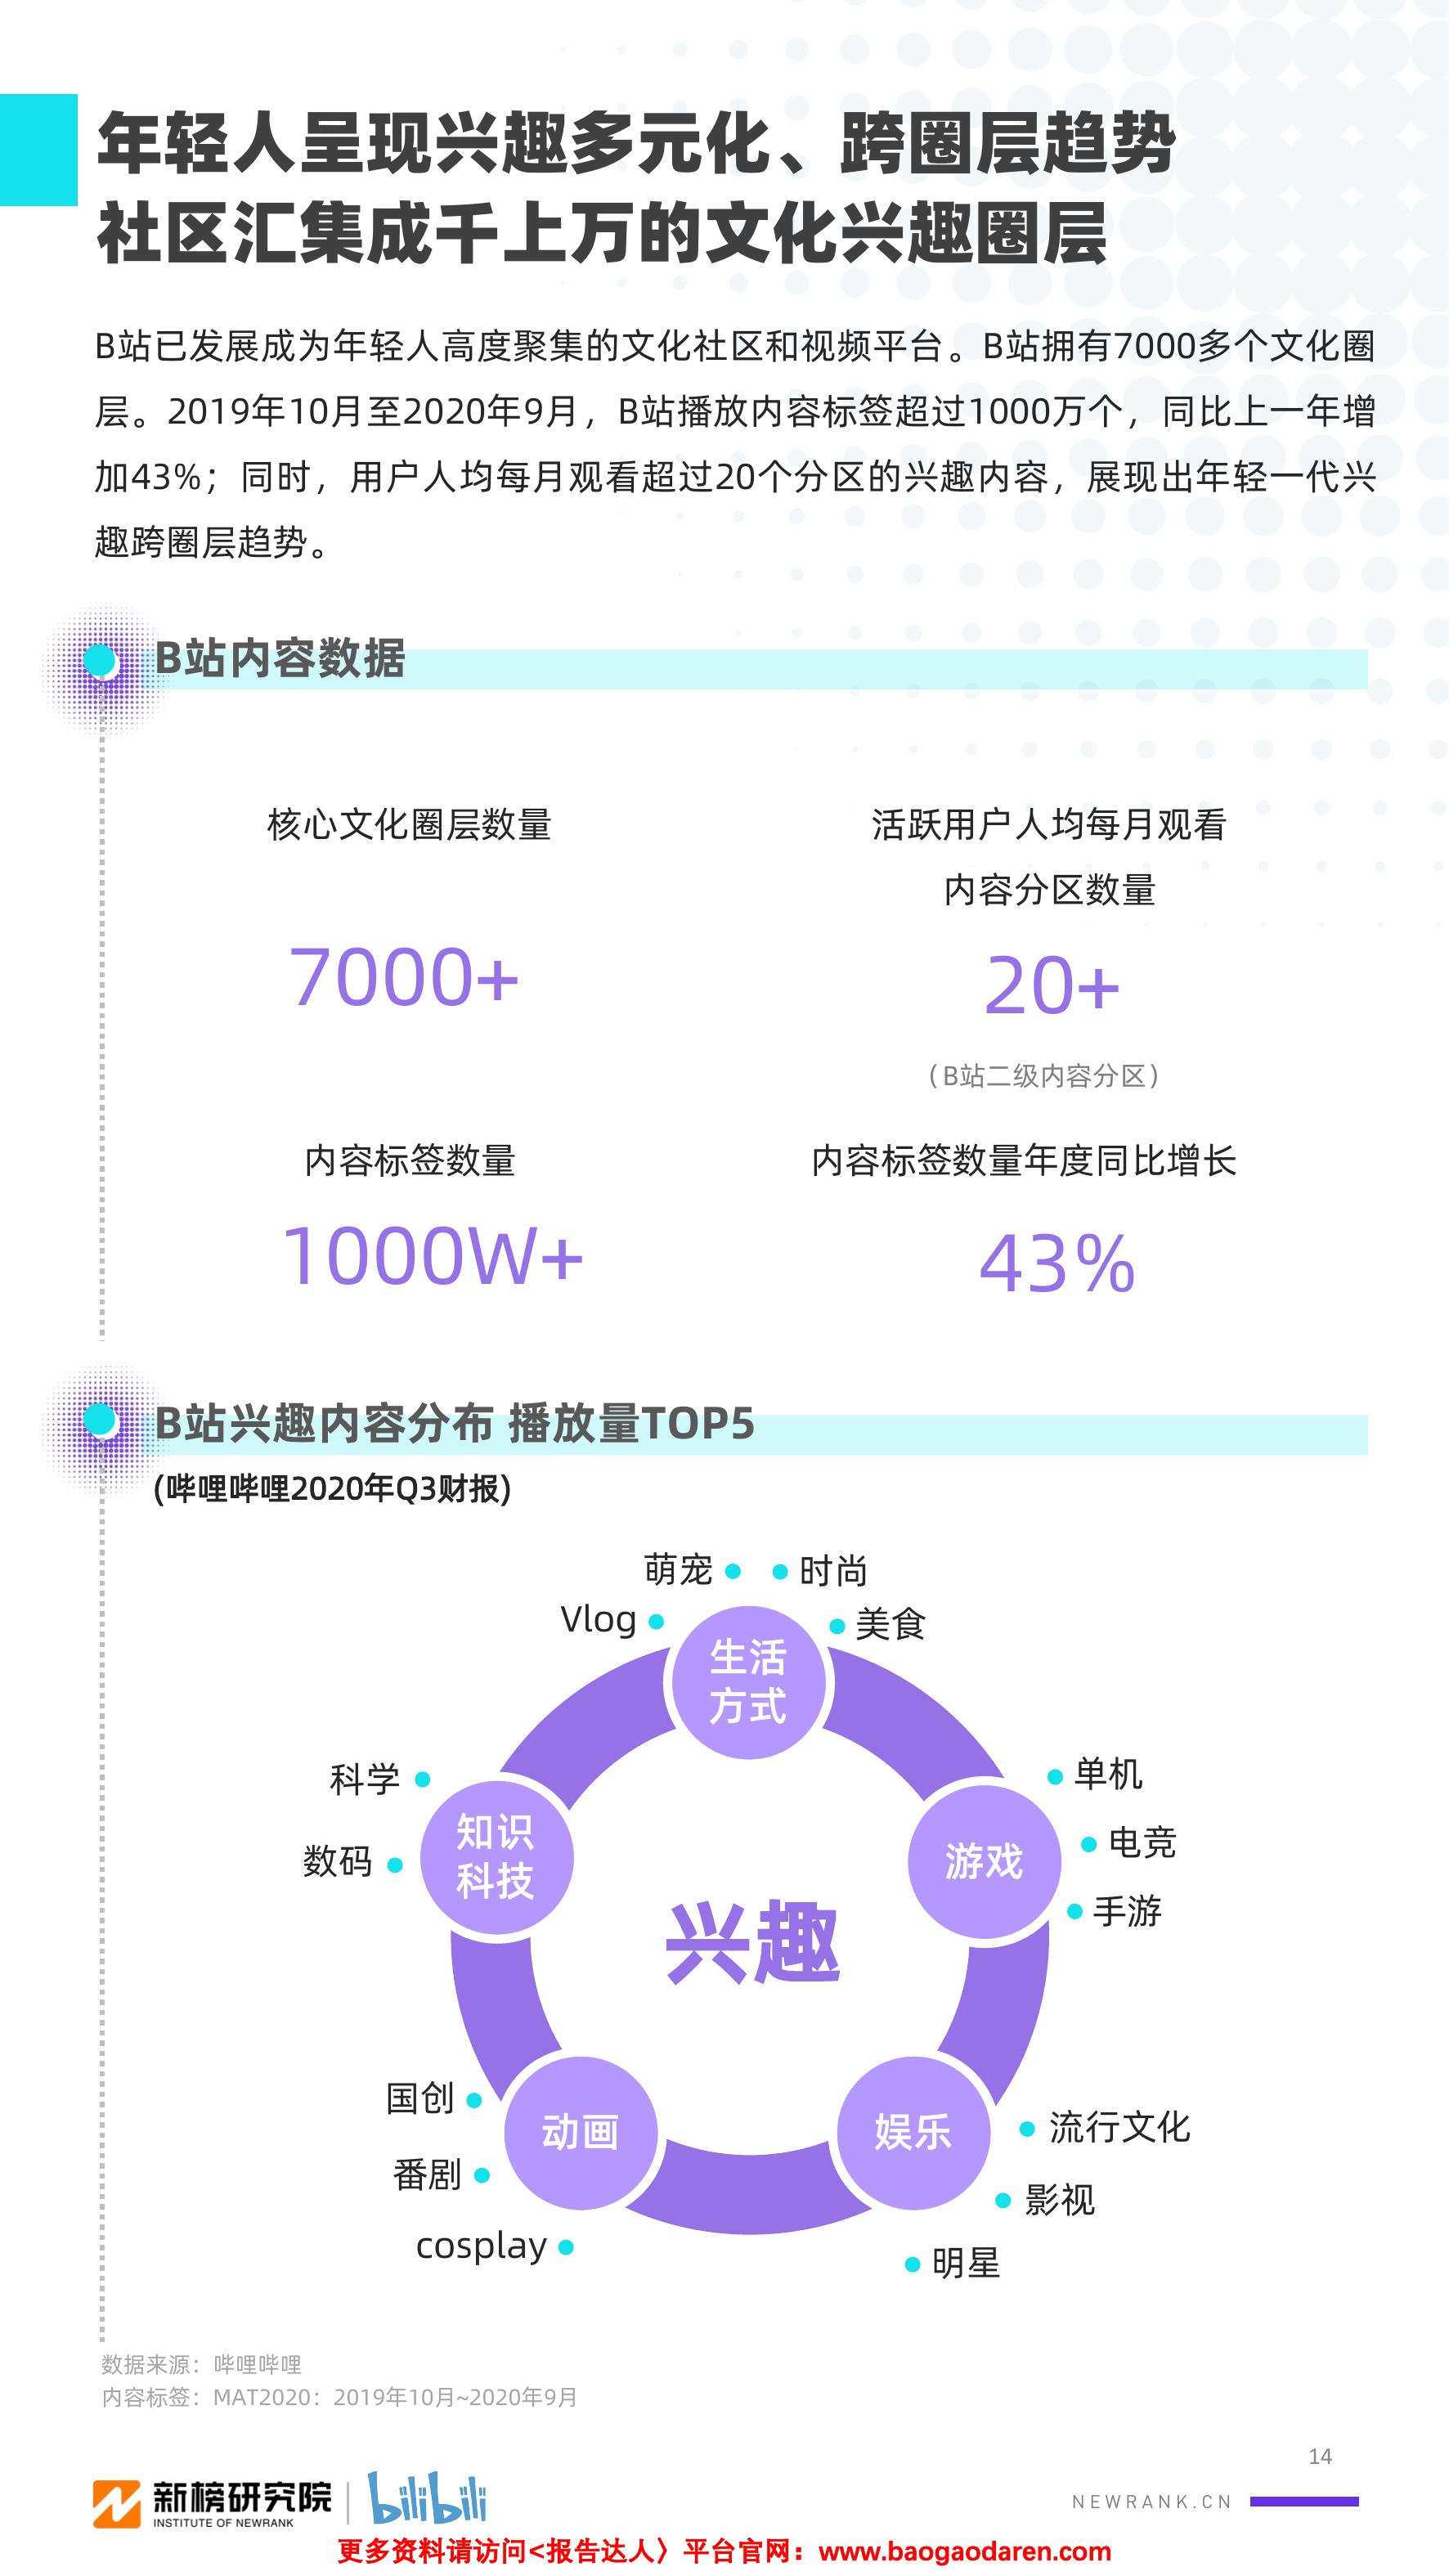 年轻人呈现兴趣多元化、跨圈层趋势
社区汇集成千上万的文化兴趣圈层
B站已发展成为年轻人高度聚集的文化社区和视频平台。B站拥有7000多个文化圈
层。2019年10月至2020年9月，B站播放内容标签超过1000万个，同比上一年增
加43%；同时，用户人均每月观看超过20个分区的兴趣内容，展现出年轻一代兴
趣跨圈层趋势。
B站内容数据
核心文化圈层数量
7000+
活跃用户人均每月观看
内容分区数量
20+
（B站二级内容分区）
内容标签数量
1000W+
内容标签数量年度同比增长
43%
B站兴趣内容分布 播放量TOP5
(哔哩哔哩2020年Q3财报)
萌宠
时尚
Vlog
美食
生活
方式
科学
数码
知识
科技
单机
电竞
手游
游戏
兴趣
国创
番剧
cosplay
动画
娱乐
流行文化
影视
明星
数据来源：哔哩哔哩
内容标签：MAT2020：2019年10月~2020年9月
14
新榜研究院
INSTITUTE OF NEWRANK
bilibili
NEWRANK.CN
更多资料请访问<报告达人〉平台官网：www.baogaodaren.com